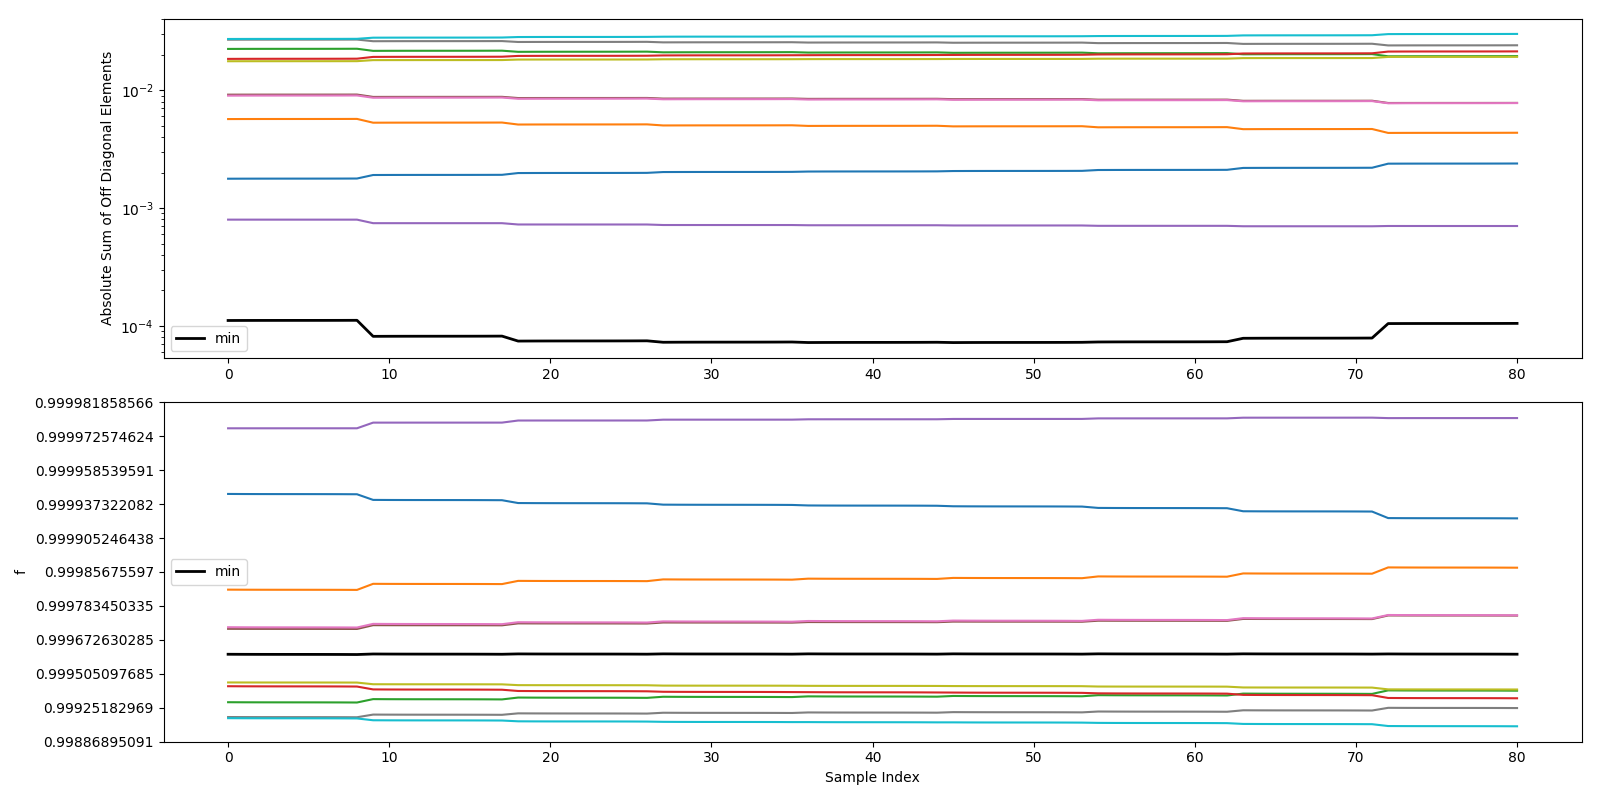 Absolute Sum of Off Diagonal Elements
10⁻²
10⁻³
10⁻⁴
min
0 10 20 30 40 50 60 70 80
f
0.999981858566
0.999972574624
0.999958539591
0.999937322082
0.999905246438
0.99985675597
0.999783450335
0.999672630285
0.999505097685
0.99925182969
0.99886895091
min
0 10 20 30 40 50 60 70 80
Sample Index